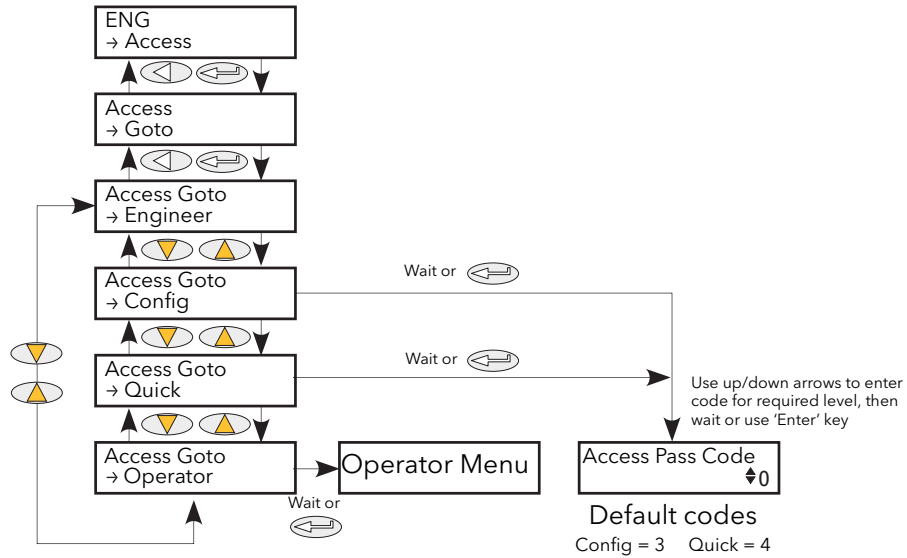 ENG
→ Access
Access
→ Goto
Access Goto
→ Engineer
Access Goto
→ Config
Wait or
Access Goto
→ Quick
Wait or
Use up/down arrows to enter
code for required level, then
wait or use ‘Enter’ key
Access Goto
→ Operator
Operator Menu
Wait or
Access Pass Code
0
Default codes
Config = 3 Quick = 4